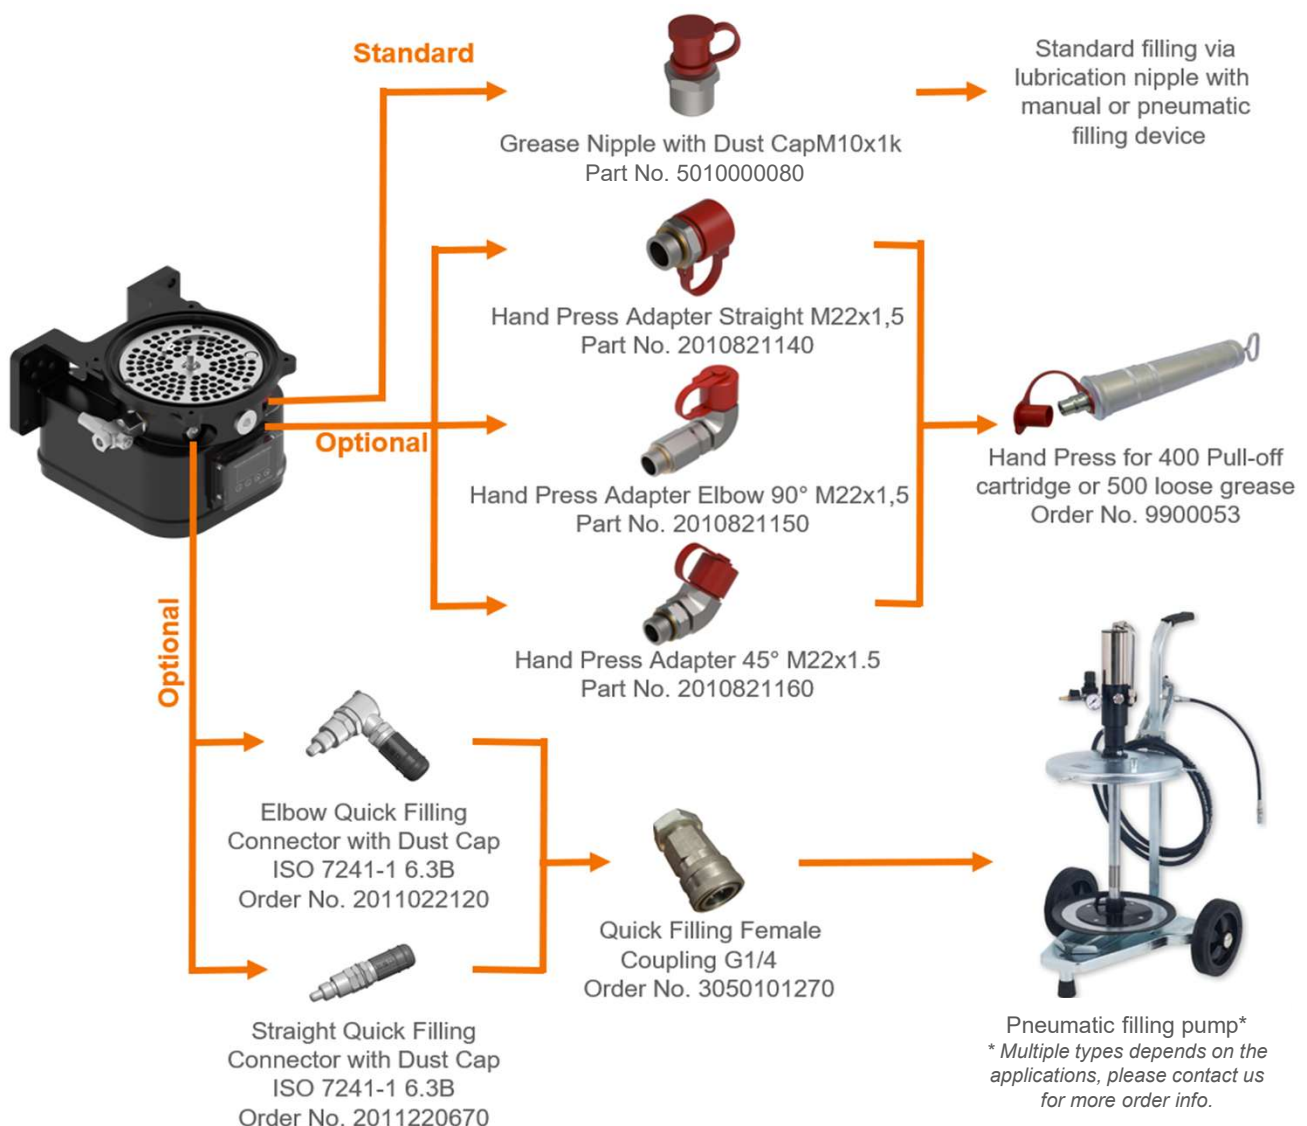 Standard
Grease Nipple with Dust CapM10x1k
Part No. 5010000080
Standard filling via
lubrication nipple with
manual or pneumatic
filling device
Hand Press Adapter Straight M22x1,5
Part No. 2010821140
Optional
Hand Press Adapter Elbow 90° M22x1,5
Part No. 2010821150
Hand Press for 400 Pull-off
cartridge or 500 loose grease
Order No. 9900053
Hand Press Adapter 45° M22x1.5
Part No. 2010821160
Optional
Elbow Quick Filling
Connector with Dust Cap
ISO 7241-1 6.3B
Order No. 2011022120
Quick Filling Female
Coupling G1/4
Order No. 3050101270
Straight Quick Filling
Connector with Dust Cap
ISO 7241-1 6.3B
Order No. 2011220670
Pneumatic filling pump*
* Multiple types depends on the
applications, please contact us
for more order info.